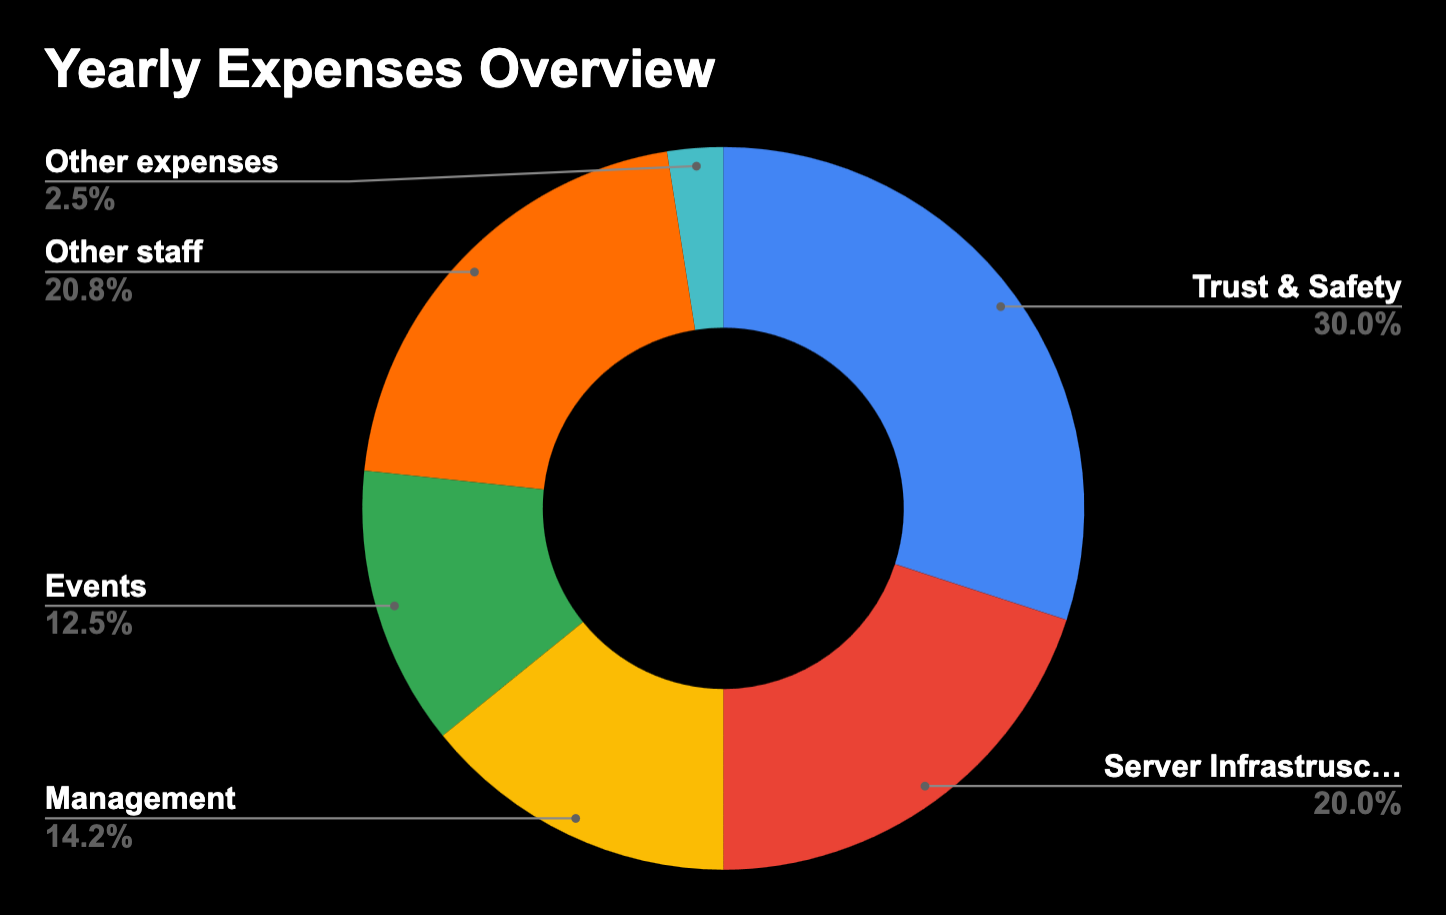 Yearly Expenses Overview
Other expenses
2.5%
Other staff
20.8%
Trust & Safety
30.0%
Events
12.5%
Server Infrastrusc…
20.0%
Management
14.2%